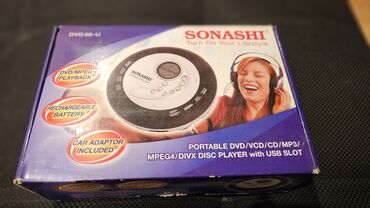 DVD 90-U
SONASHI
Turn On Your Lifestyle
DVD/MPEG4
PLAYBACK
SONASHI
RECHARGEABLE
BATTERY
CAR ADAPTOR
INCLUDED
PORTABLE DVD/VCD/CD/MP3/
MPEG4/DIVX DISC PLAYER with USB SLOT